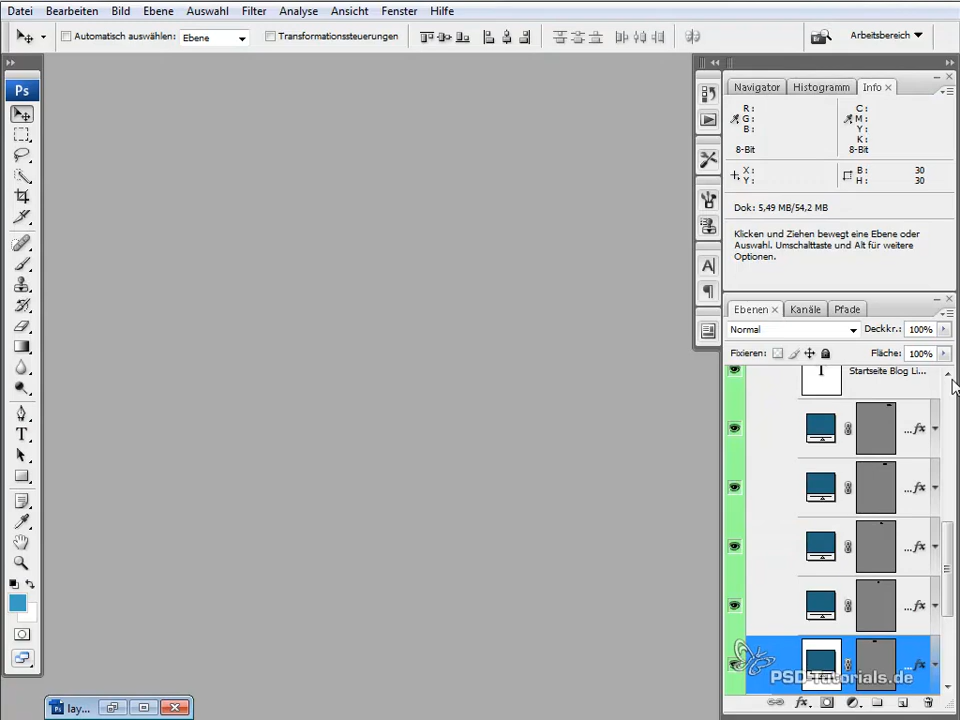 Datei Bearbeiten Bild Ebene Auswahl Filter Analyse Ansicht Fenster Hilfe
Automatisch auswählen: Ebene Transformationssteuerungen Arbeitsbereich
Ps
Navigator Histogramm Info
R: C:
G: M:
B: Y:
K:
8-Bit 8-Bit
X: B: 30
Y: H: 30
Dok: 5,49 MB/54,2 MB
Klicken und Ziehen bewegt eine Ebene oder
Auswahl. Umschalttaste und Alt für weitere
Optionen.
Ebenen Kanäle Pfade
Normal Deckkr.: 100%
Fixieren: Fläche: 100%
T Startseite Blog Li...
...fx
...fx
...fx
...fx
...fx
PSD-Tutorials.de
fx
A
T
Ps lay...